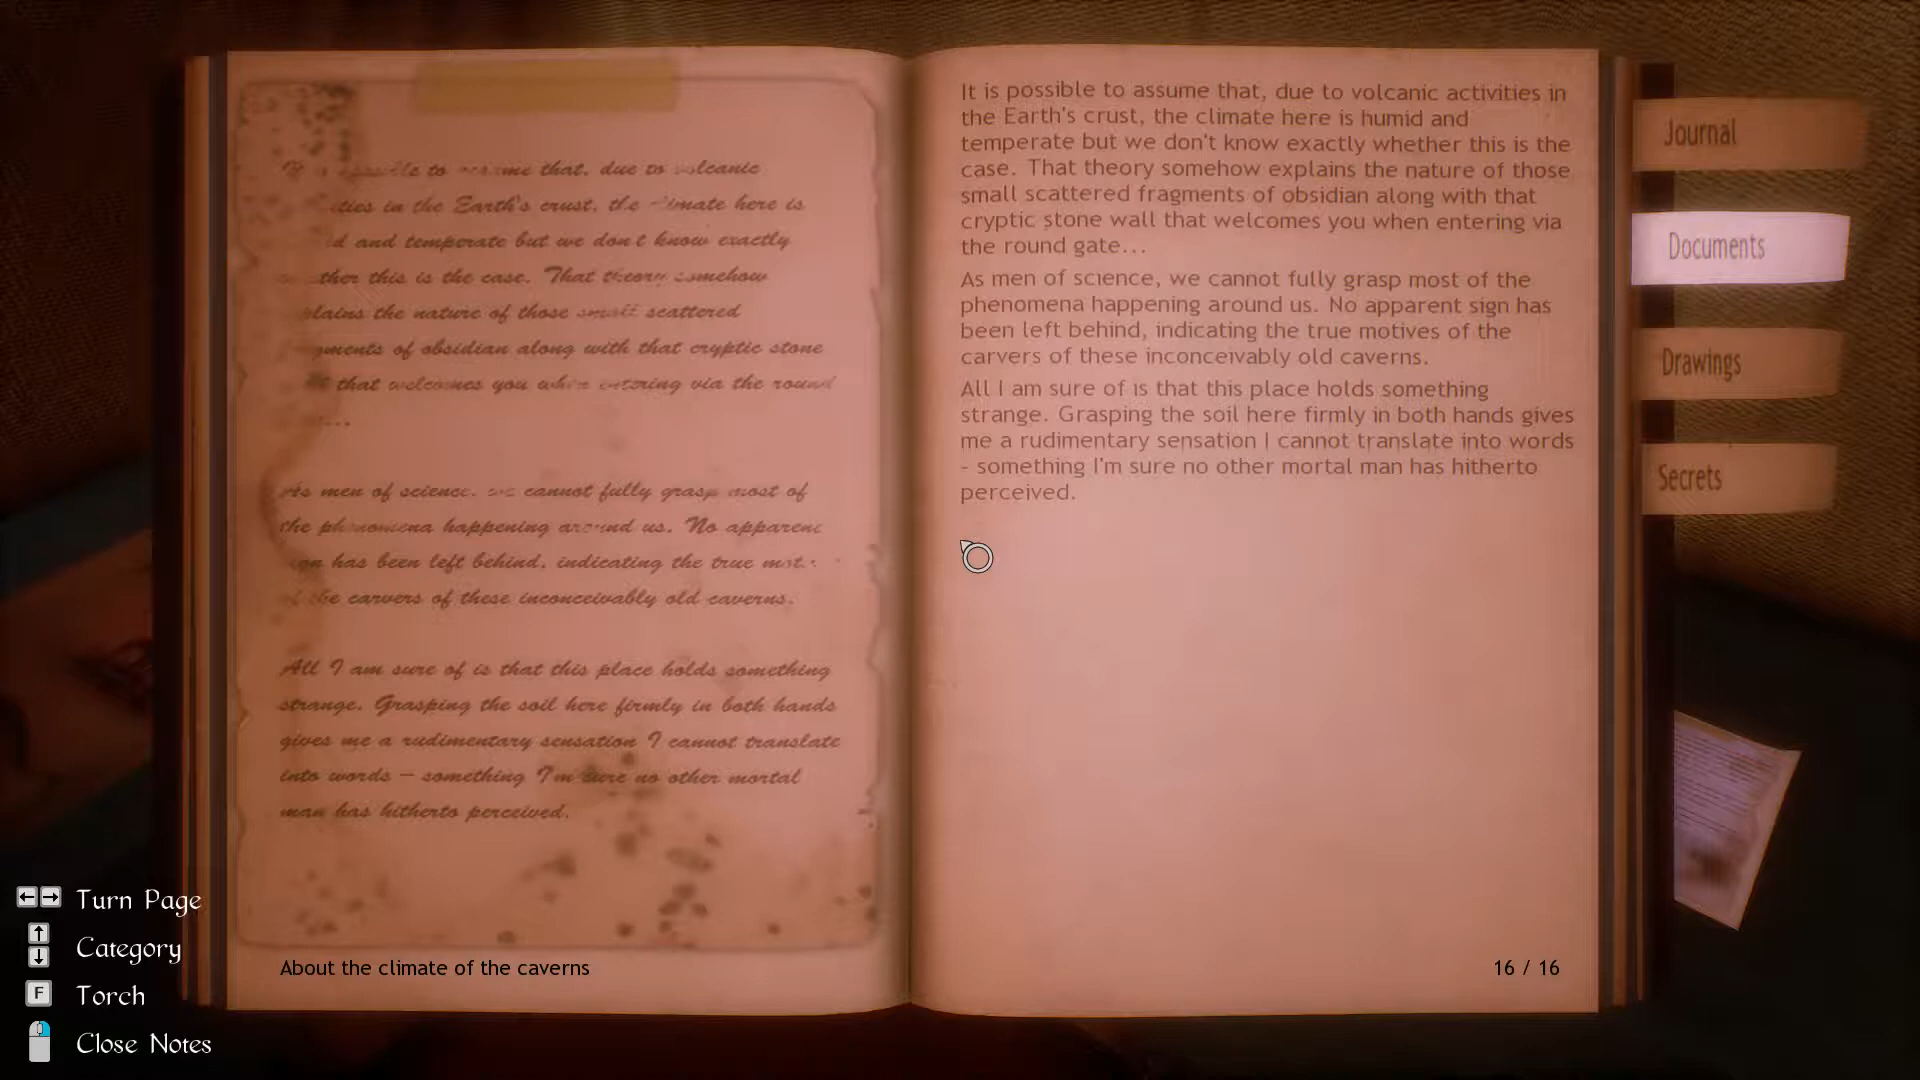 to me that, due to
in the Earth's crust, the here is
and temperate but we don't know exactly
this is the case. That theory somehow
the nature of those small scattered
of obsidian along with that cryptic stone
that welcomes you when entering via the round
...
As men of science, cannot fully grasp most of
the phenomena happening around us. No apparent
has been left behind, indicating the true
the carvers of these inconceivably old caverns.
All I am sure of is that this place holds something
strange. Grasping the soil here firmly in both hands
gives me a rudimentary sensation I cannot translate
into words – something I'm sure no other mortal
man has hitherto perceived.
About the climate of the caverns
It is possible to assume that, due to volcanic activities in
the Earth's crust, the climate here is humid and
temperate but we don't know exactly whether this is the
case. That theory somehow explains the nature of those
small scattered fragments of obsidian along with that
cryptic stone wall that welcomes you when entering via
the round gate...
As men of science, we cannot fully grasp most of the
phenomena happening around us. No apparent sign has
been left behind, indicating the true motives of the
carvers of these inconceivably old caverns.
All I am sure of is that this place holds something
strange. Grasping the soil here firmly in both hands gives
me a rudimentary sensation I cannot translate into words
- something I'm sure no other mortal man has hitherto
perceived.
16 / 16
Journal
Documents
Drawings
Secrets
Turn Page
Category
F Torch
Close Notes